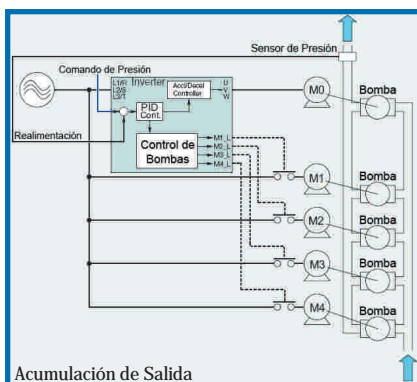 Sensor de Presión
Comando de Presión
L1/R
L2/S
L3/T
Inverter
Accl/Decel
Controller
U
V
W
PID
Cont.
Realimentación
Control de
Bombas
M1_L
M2_L
M3_L
M4_L
M0
Bomba
M1
Bomba
M2
Bomba
M3
Bomba
M4
Bomba
Acumulación de Salida